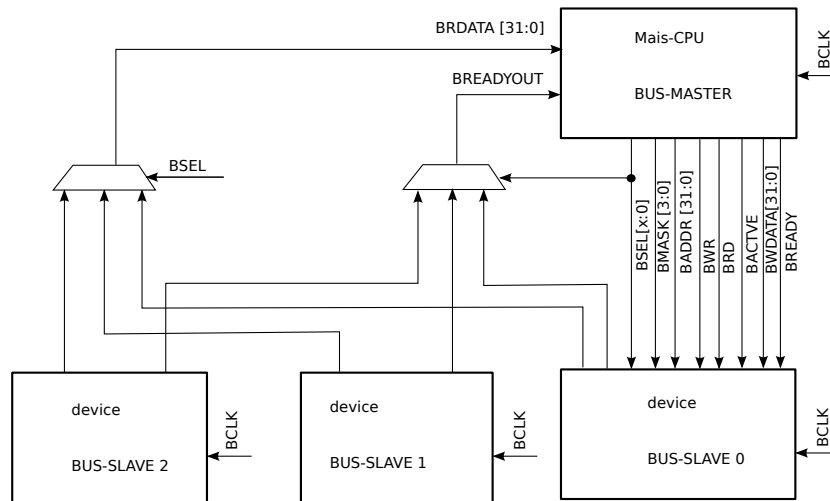 BRDATA [31:0]
Mais-CPU
BCLK
BREADYOUT
BUS-MASTER
BSEL
BSEL[x:0]
BMASK [3:0]
BADDR [31:0]
BWR
BRD
BACTVE
BWDATA[31:0]
BREADY
device
BCLK
BUS-SLAVE 2
device
BCLK
BUS-SLAVE 1
device
BCLK
BUS-SLAVE 0